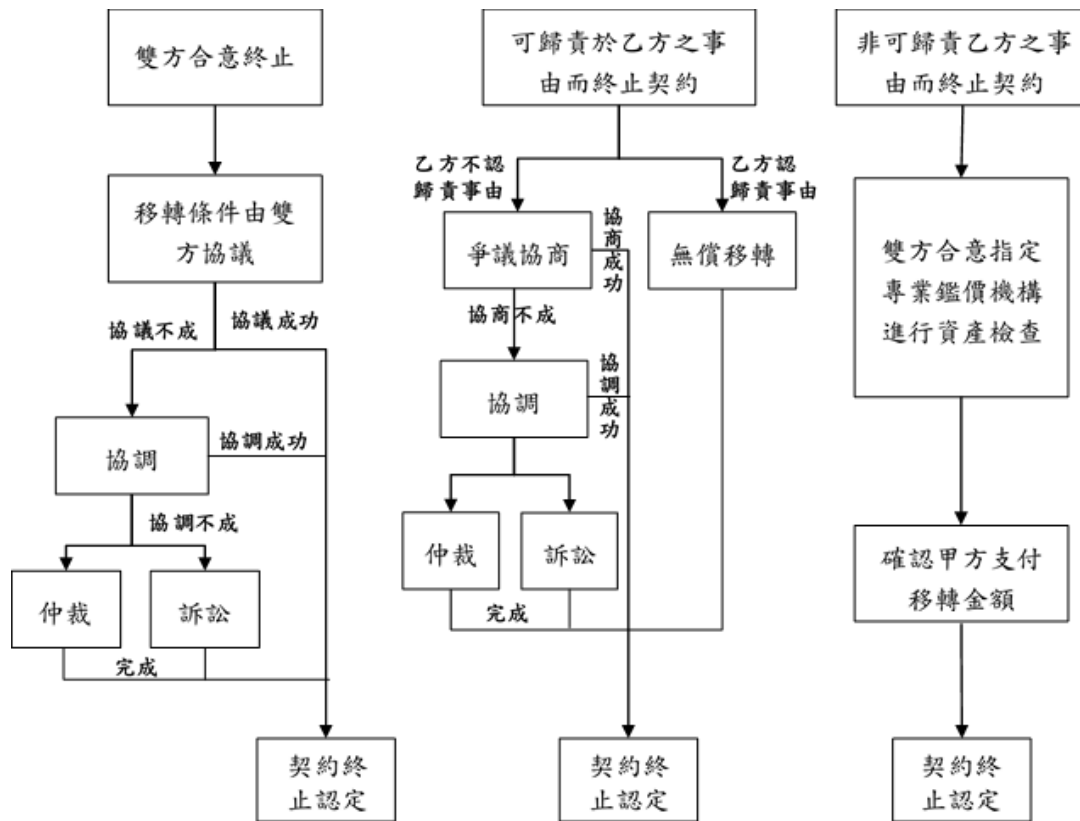 雙方合意終止
移轉條件由雙
方協議
協議不成
協議成功
協調
協調成功
協調不成
仲裁
訴訟
完成
契約終
止認定
可歸責於乙方之事
由而終止契約
乙方不認
歸責事由
乙方認
歸責事由
爭議協商
協商成功
無償移轉
協商不成
協調
協調成功
仲裁
訴訟
完成
契約終
止認定
非可歸責乙方之事
由而終止契約
雙方合意指定
專業鑑價機構
進行資產檢查
確認甲方支付
移轉金額
契約終
止認定